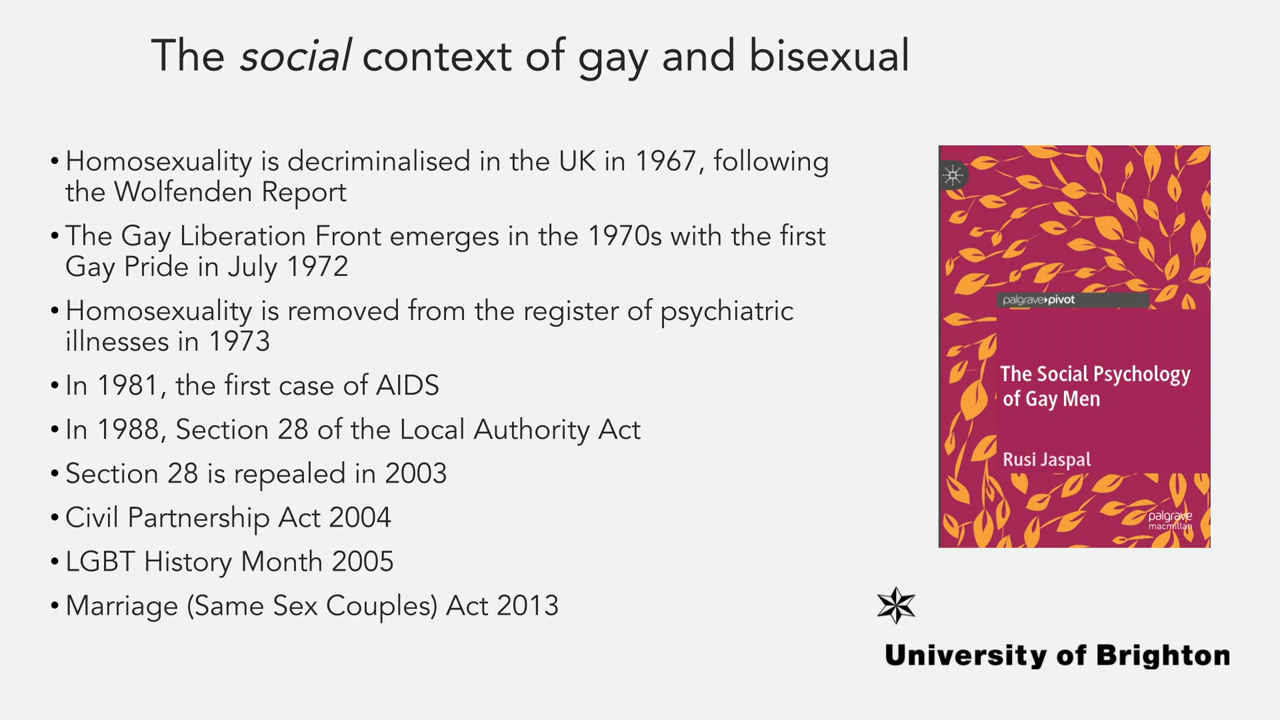 The social context of gay and bisexual
• Homosexuality is decriminalised in the UK in 1967, following
the Wolfenden Report
• The Gay Liberation Front emerges in the 1970s with the first
Gay Pride in July 1972
• Homosexuality is removed from the register of psychiatric
illnesses in 1973
• In 1981, the first case of AIDS
• In 1988, Section 28 of the Local Authority Act
• Section 28 is repealed in 2003
• Civil Partnership Act 2004
• LGBT History Month 2005
• Marriage (Same Sex Couples) Act 2013
palgrave pivot
The Social Psychology
of Gay Men
Rusi Jaspal
palgrave
macmillan
University of Brighton